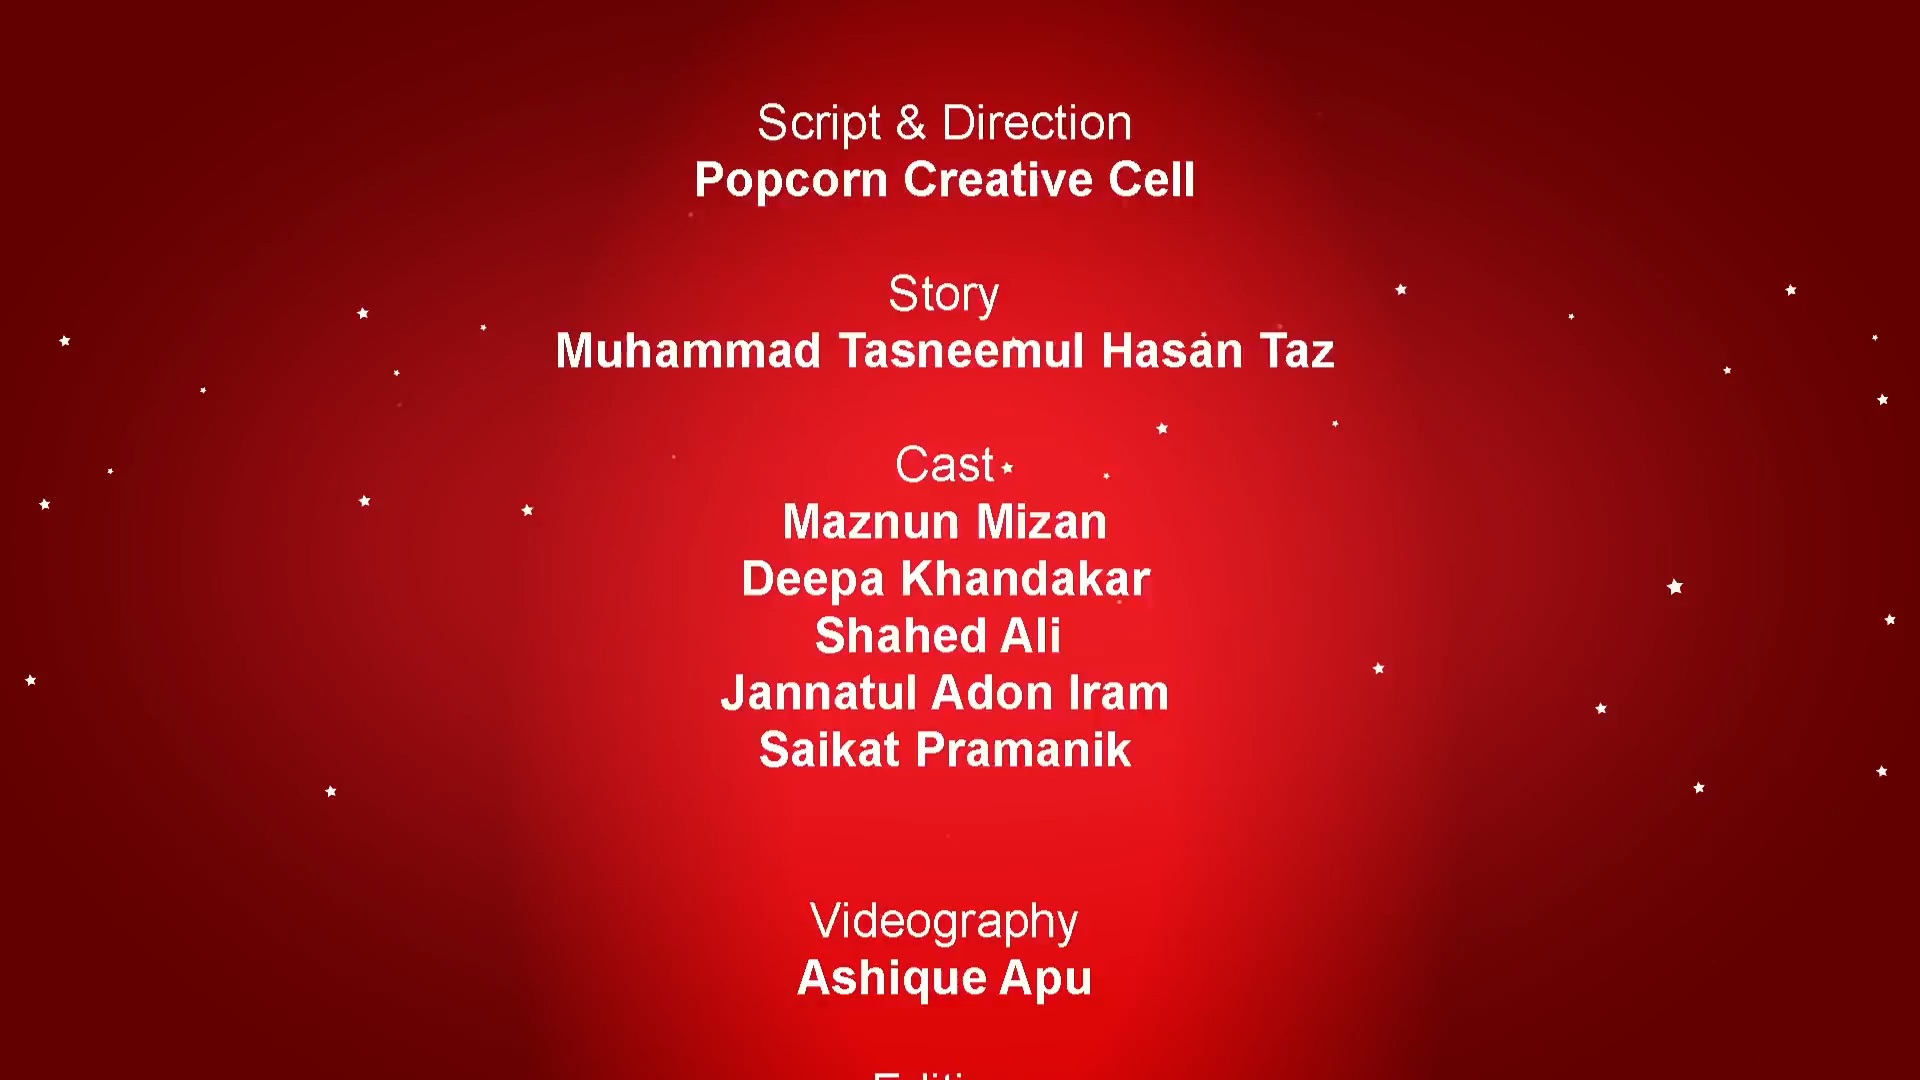 Script & Direction
Popcorn Creative Cell
Story
Muhammad Tasneemul Hasan Taz
Cast
Maznun Mizan
Deepa Khandakar
Shahed Ali
Jannatul Adon Iram
Saikat Pramanik
Videography
Ashique Apu